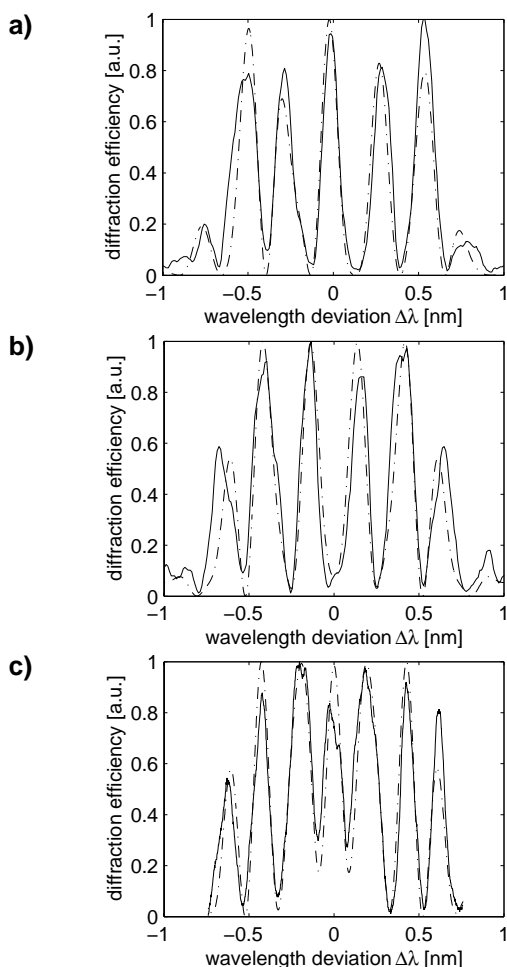 a)
diffraction efficiency [a.u.]
1
0.8
0.6
0.4
0.2
0
−1 −0.5 0 0.5 1
wavelength deviation Δλ [nm]
b)
diffraction efficiency [a.u.]
1
0.8
0.6
0.4
0.2
0
−1 −0.5 0 0.5 1
wavelength deviation Δλ [nm]
c)
diffraction efficiency [a.u.]
1
0.8
0.6
0.4
0.2
0
−1 −0.5 0 0.5 1
wavelength deviation Δλ [nm]